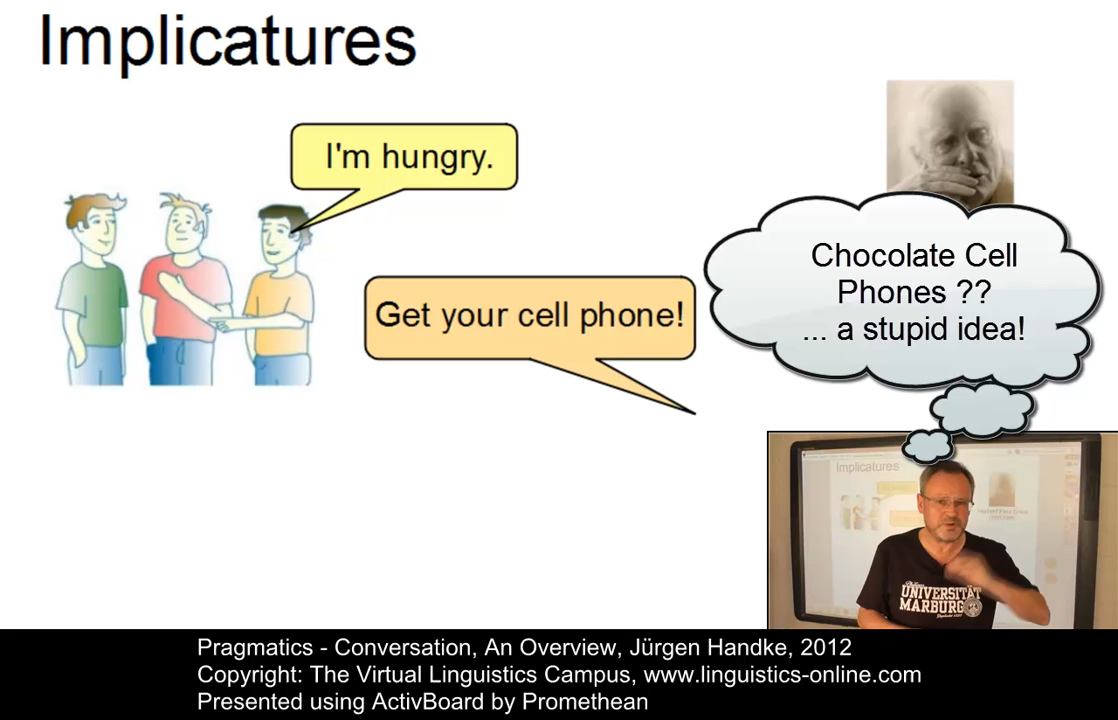 Implicatures
I'm hungry.
Get your cell phone!
Chocolate Cell
Phones ??
... a stupid idea!
Implicatures
UNIVERSITÄT
MARBURG
Pragmatics - Conversation, An Overview, Jürgen Handke, 2012
Copyright: The Virtual Linguistics Campus, www.linguistics-online.com
Presented using ActivBoard by Promethean